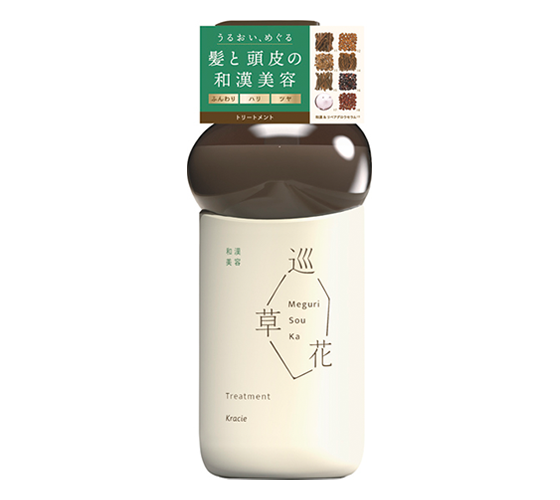 うるおい、めぐる
髪と頭皮の
和漢美容
ふんわり ハリ ツヤ
トリートメント
和漢
美容
巡
Meguri
Sou
Ka
草
花
Treatment
Kracie